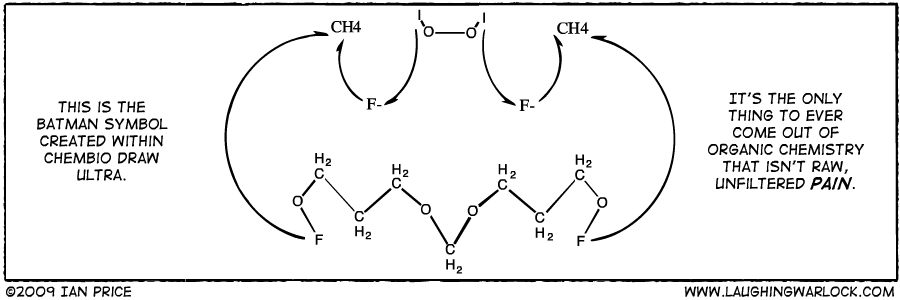 THIS IS THE
BATMAN SYMBOL
CREATED WITHIN
CHEMBIO DRAW
ULTRA.
CH4
I
I
CH4
O
O
F-
F-
H2
H2
H2
H2
O
O
O
O
F
H2
H2
F
C
H2
IT'S THE ONLY
THING TO EVER
COME OUT OF
ORGANIC CHEMISTRY
THAT ISN'T RAW,
UNFILTERED PAIN.
©2009 IAN PRICE
WWW.LAUGHINGWARLOCK.COM